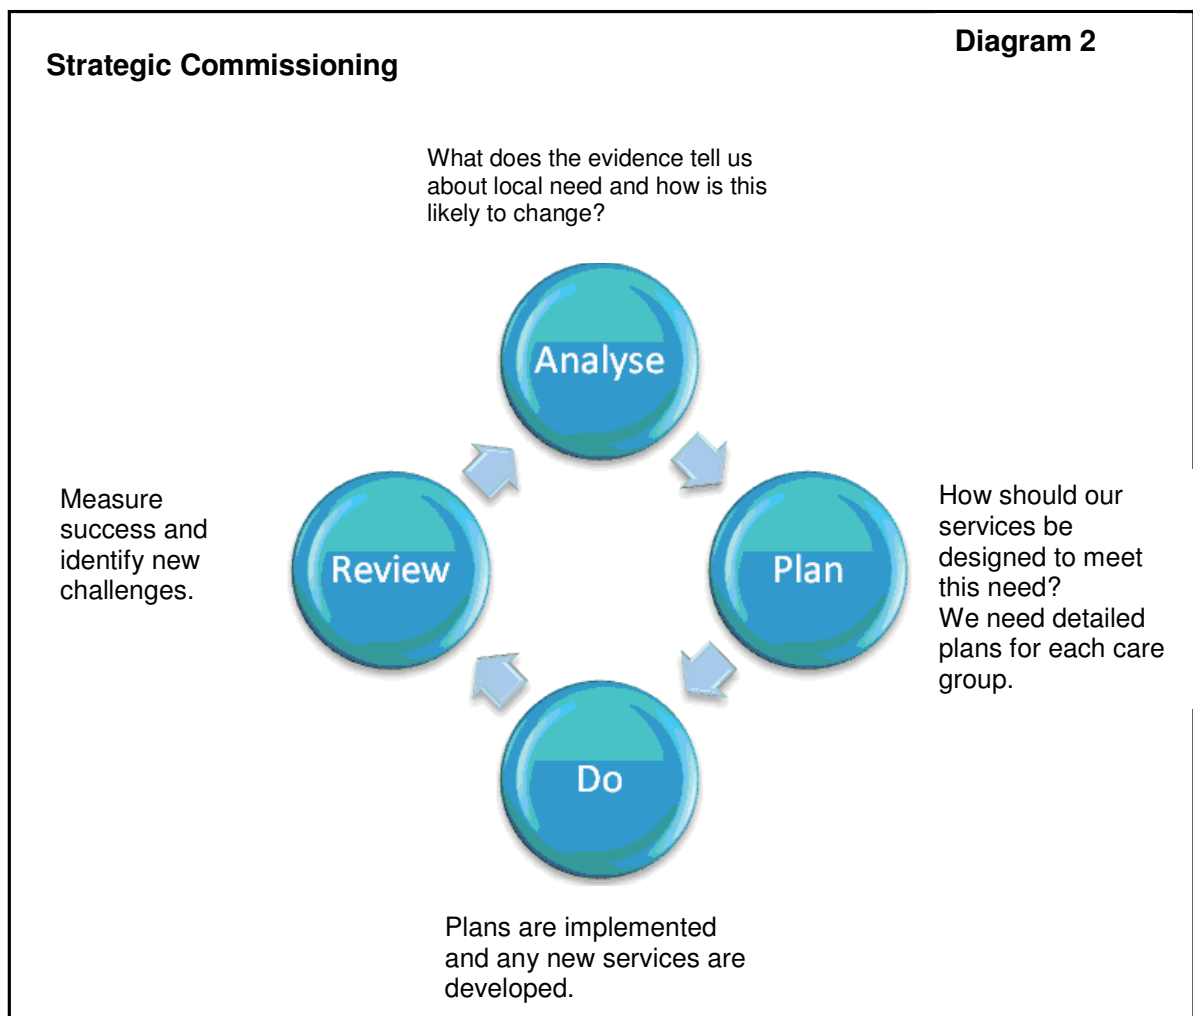 Diagram 2
Strategic Commissioning
What does the evidence tell us
about local need and how is this
likely to change?
Analyse
Measure
success and
identify new
challenges.
Review
Plan
How should our
services be
designed to meet
this need?
We need detailed
plans for each care
group.
Do
Plans are implemented
and any new services are
developed.